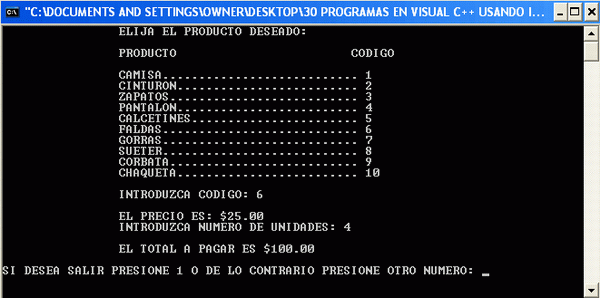 "C:\DOCUMENTS AND SETTINGS\OWNER\DESKTOP\30 PROGRAMAS EN VISUAL C++ USANDO I...
ELIJA EL PRODUCTO DESEADO:
PRODUCTO CODIGO
CAMISA........................... 1
CINTURON......................... 2
ZAPATOS.......................... 3
PANTALON......................... 4
CALCETINES....................... 5
FALDAS........................... 6
GORRAS........................... 7
SUETER........................... 8
CORBATA.......................... 9
CHAQUETA......................... 10
INTRODUZCA CODIGO: 6
EL PRECIO ES: $25.00
INTRODUZCA NUMERO DE UNIDADES: 4
EL TOTAL A PAGAR ES $100.00
SI DESEA SALIR PRESIONE 1 O DE LO CONTRARIO PRESIONE OTRO NUMERO: _